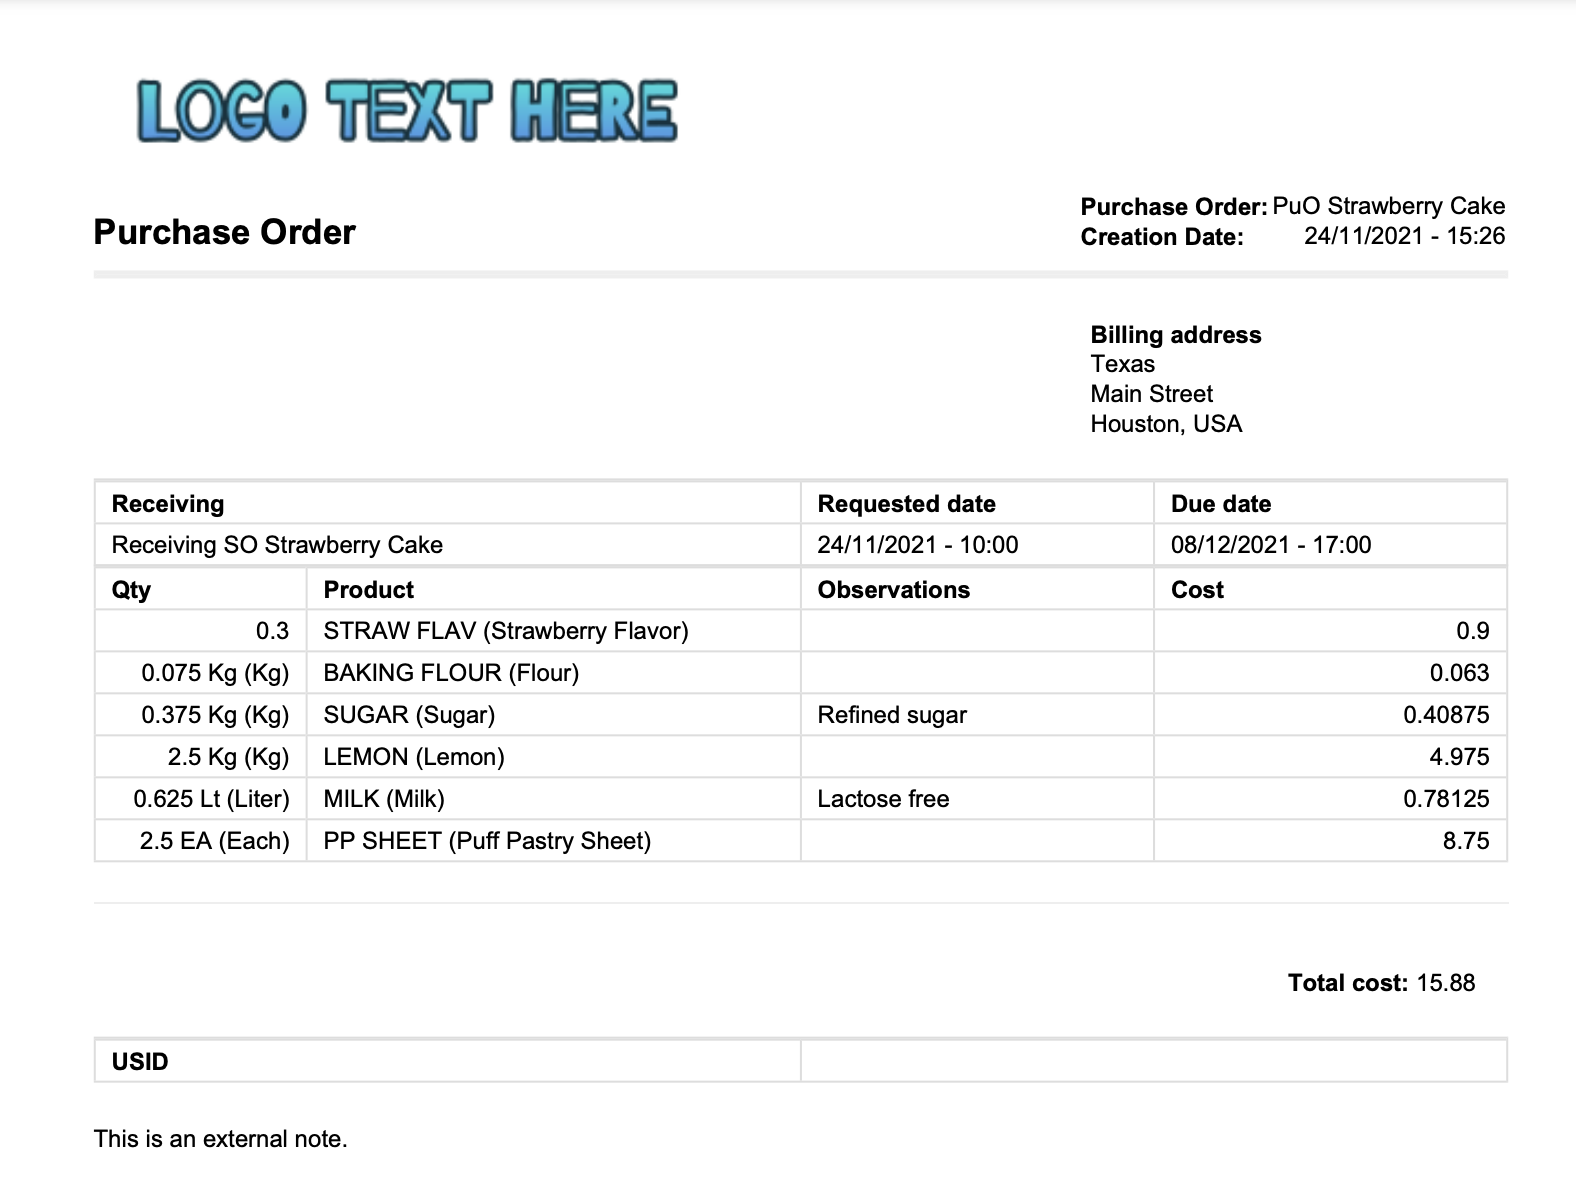 LOGO TEXT HERE
Purchase Order
Purchase Order: PuO Strawberry Cake
Creation Date: 24/11/2021 - 15:26
Billing address
Texas
Main Street
Houston, USA
Receiving Requested date Due date
Receiving SO Strawberry Cake 24/11/2021 - 10:00 08/12/2021 - 17:00
Qty Product Observations Cost
0.3 STRAW FLAV (Strawberry Flavor) 0.9
0.075 Kg (Kg) BAKING FLOUR (Flour) 0.063
0.375 Kg (Kg) SUGAR (Sugar) Refined sugar 0.40875
2.5 Kg (Kg) LEMON (Lemon) 4.975
0.625 Lt (Liter) MILK (Milk) Lactose free 0.78125
2.5 EA (Each) PP SHEET (Puff Pastry Sheet) 8.75
Total cost: 15.88
USID
This is an external note.